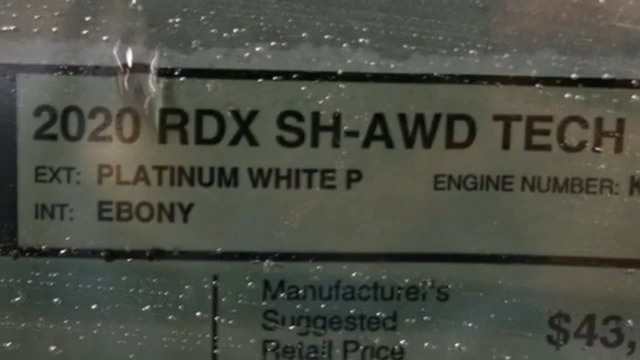 2020 RDX SH-AWD TECH
EXT: PLATINUM WHITE P ENGINE NUMBER: K
INT: EBONY
Manufacturer's
Suggested $43,
Retail Price